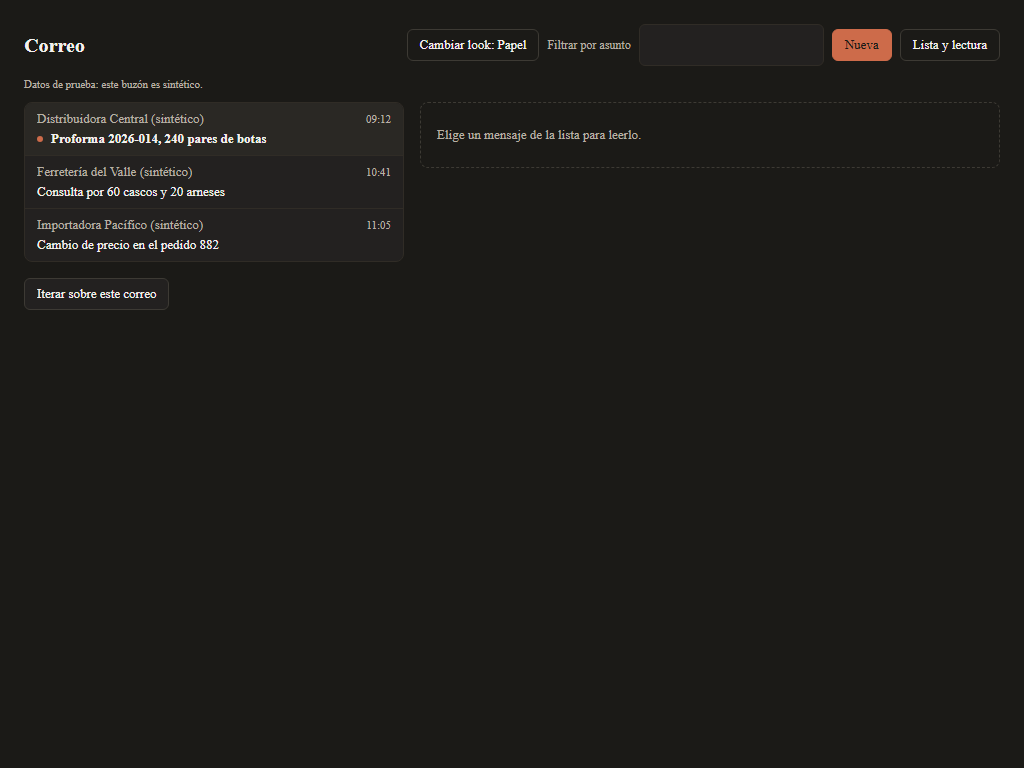 Correo
Cambiar look: Papel
Filtrar por asunto
Nueva
Lista y lectura
Datos de prueba: este buzón es sintético.
Distribuidora Central (sintético) 09:12
Proforma 2026-014, 240 pares de botas
Ferretería del Valle (sintético) 10:41
Consulta por 60 cascos y 20 arneses
Importadora Pacífico (sintético) 11:05
Cambio de precio en el pedido 882
Iterar sobre este correo
Elige un mensaje de la lista para leerlo.